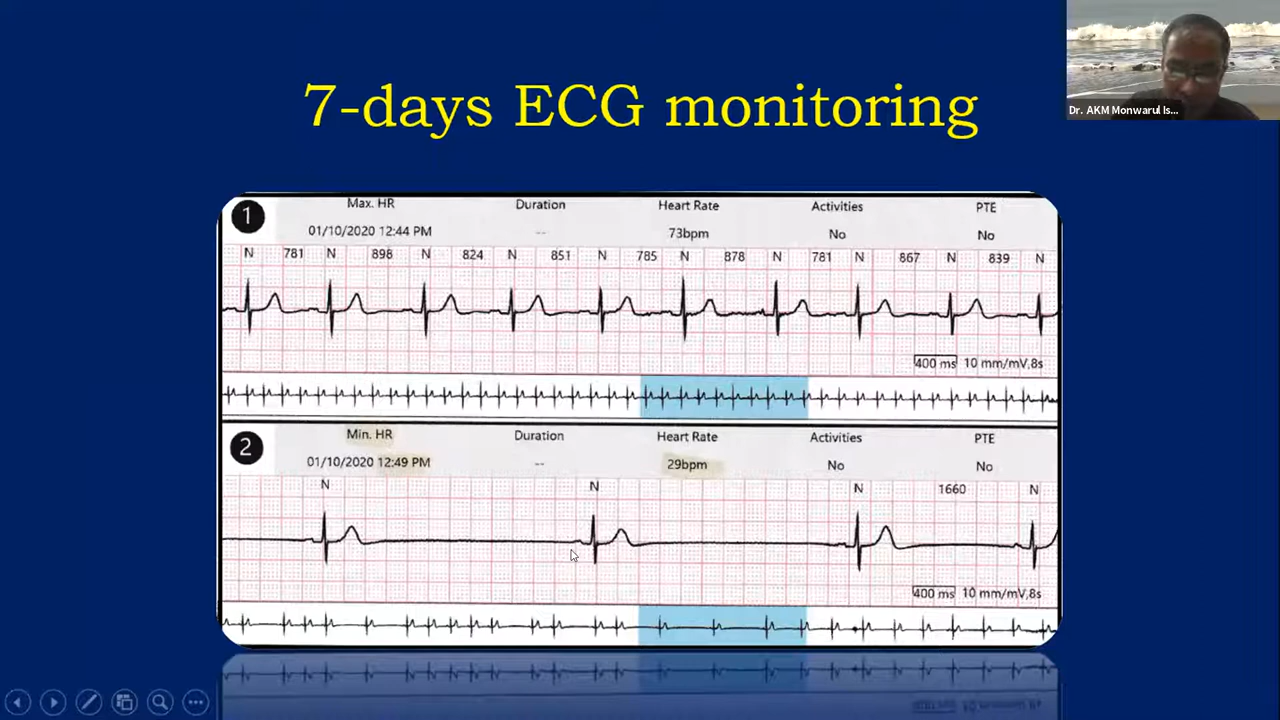 7-days ECG monitoring
Dr. AKM Monwarul Is...
1
Max. HR Duration Heart Rate Activities PTE
01/10/2020 12:44 PM -- 73bpm No No
N 781 N 898 N 824 N 851 N 785 N 878 N 781 N 867 N 839 N
400 ms 10 mm/mV,8s
2
Min. HR Duration Heart Rate Activities PTE
01/10/2020 12:49 PM -- 29bpm No No
N N N 1660 N
400 ms 10 mm/mV,8s